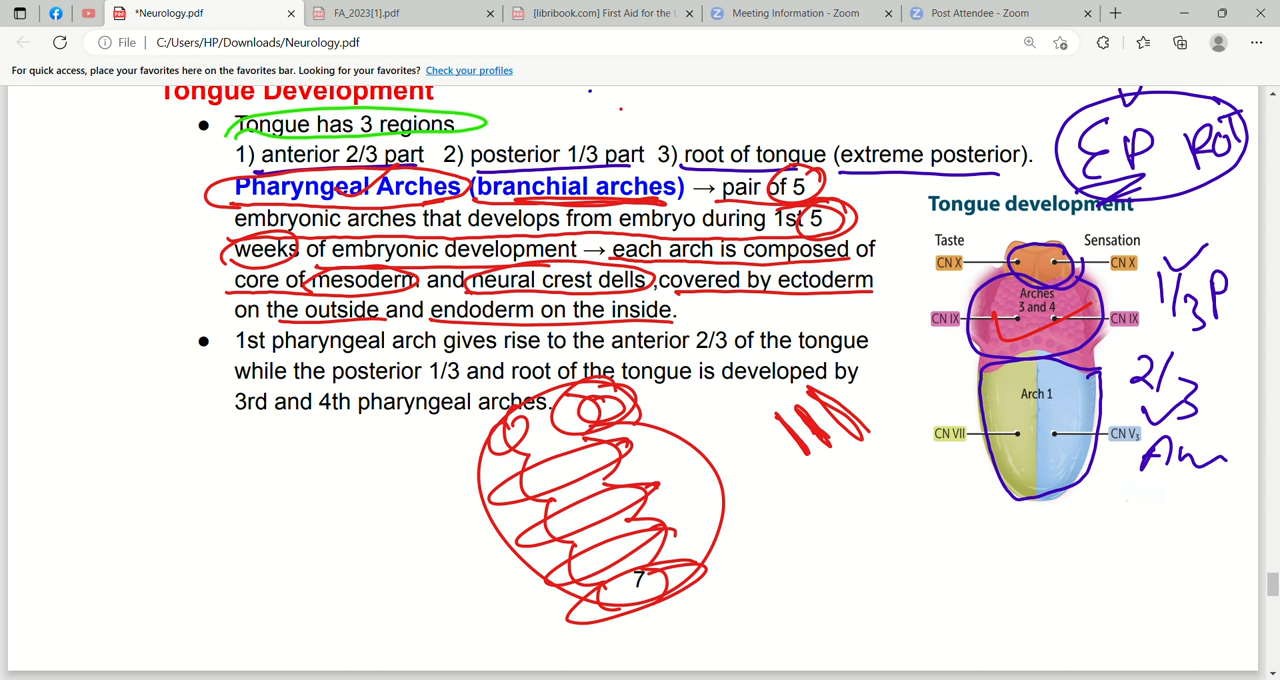 *Neurology.pdf
FA_2023[1].pdf
[libribook.com] First Aid for the U
Meeting Information - Zoom
Post Attendee - Zoom
File
C:/Users/HP/Downloads/Neurology.pdf
For quick access, place your favorites here on the favorites bar. Looking for your favorites? Check your profiles
Tongue Development
● Tongue has 3 regions
1) anterior 2/3 part 2) posterior 1/3 part 3) root of tongue (extreme posterior).
Pharyngeal Arches (branchial arches) → pair of 5
embryonic arches that develops from embryo during 1st 5
weeks of embryonic development → each arch is composed of
core of mesoderm and neural crest dells ,covered by ectoderm
on the outside and endoderm on the inside.
● 1st pharyngeal arch gives rise to the anterior 2/3 of the tongue
while the posterior 1/3 and root of the tongue is developed by
3rd and 4th pharyngeal arches.
7
EP ROT
Tongue development
Taste
Sensation
CN X
CN X
Arches
3 and 4
CN IX
CN IX
Arch 1
CN VII
CN V₃
1/3 P
2/3